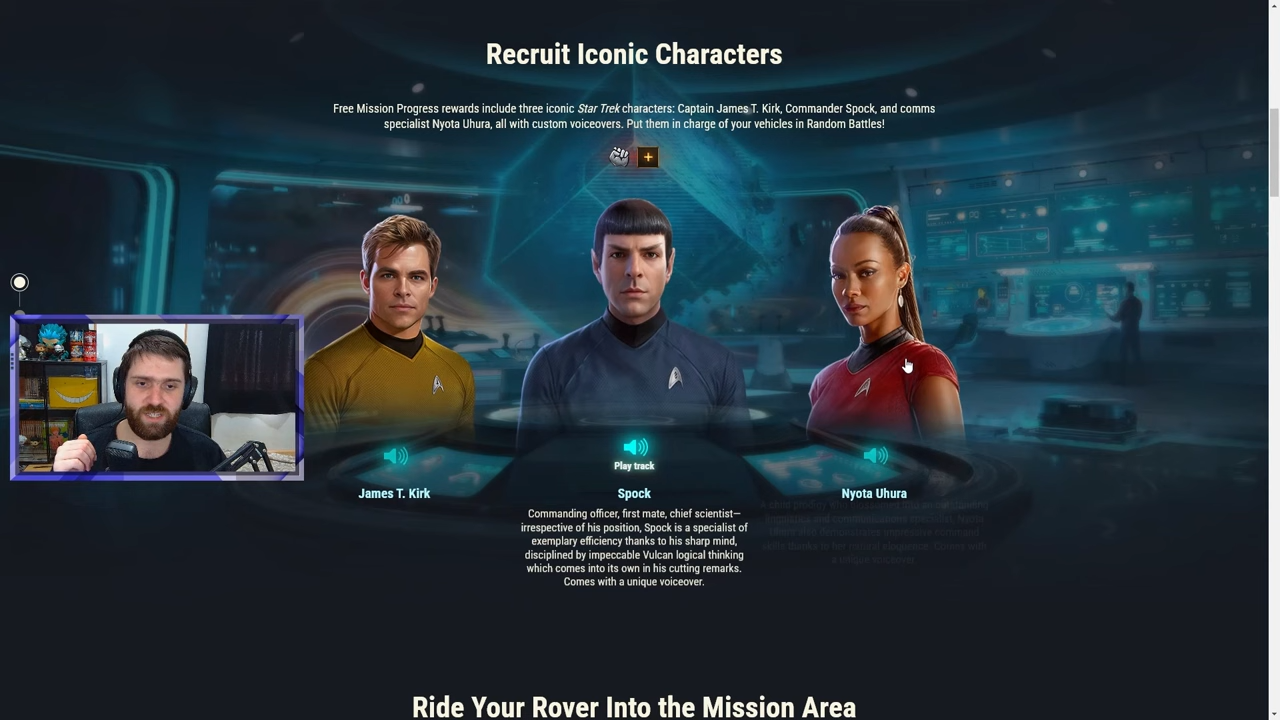 Recruit Iconic Characters
Free Mission Progress rewards include three iconic Star Trek characters: Captain James T. Kirk, Commander Spock, and comms
specialist Nyota Uhura, all with custom voiceovers. Put them in charge of your vehicles in Random Battles!
Play track
James T. Kirk
Spock
Nyota Uhura
Commanding officer, first mate, chief scientist—
irrespective of his position, Spock is a specialist of
exemplary efficiency thanks to his sharp mind,
disciplined by impeccable Vulcan logical thinking
which comes into its own in his cutting remarks.
Comes with a unique voiceover.
Ride Your Rover Into the Mission Area